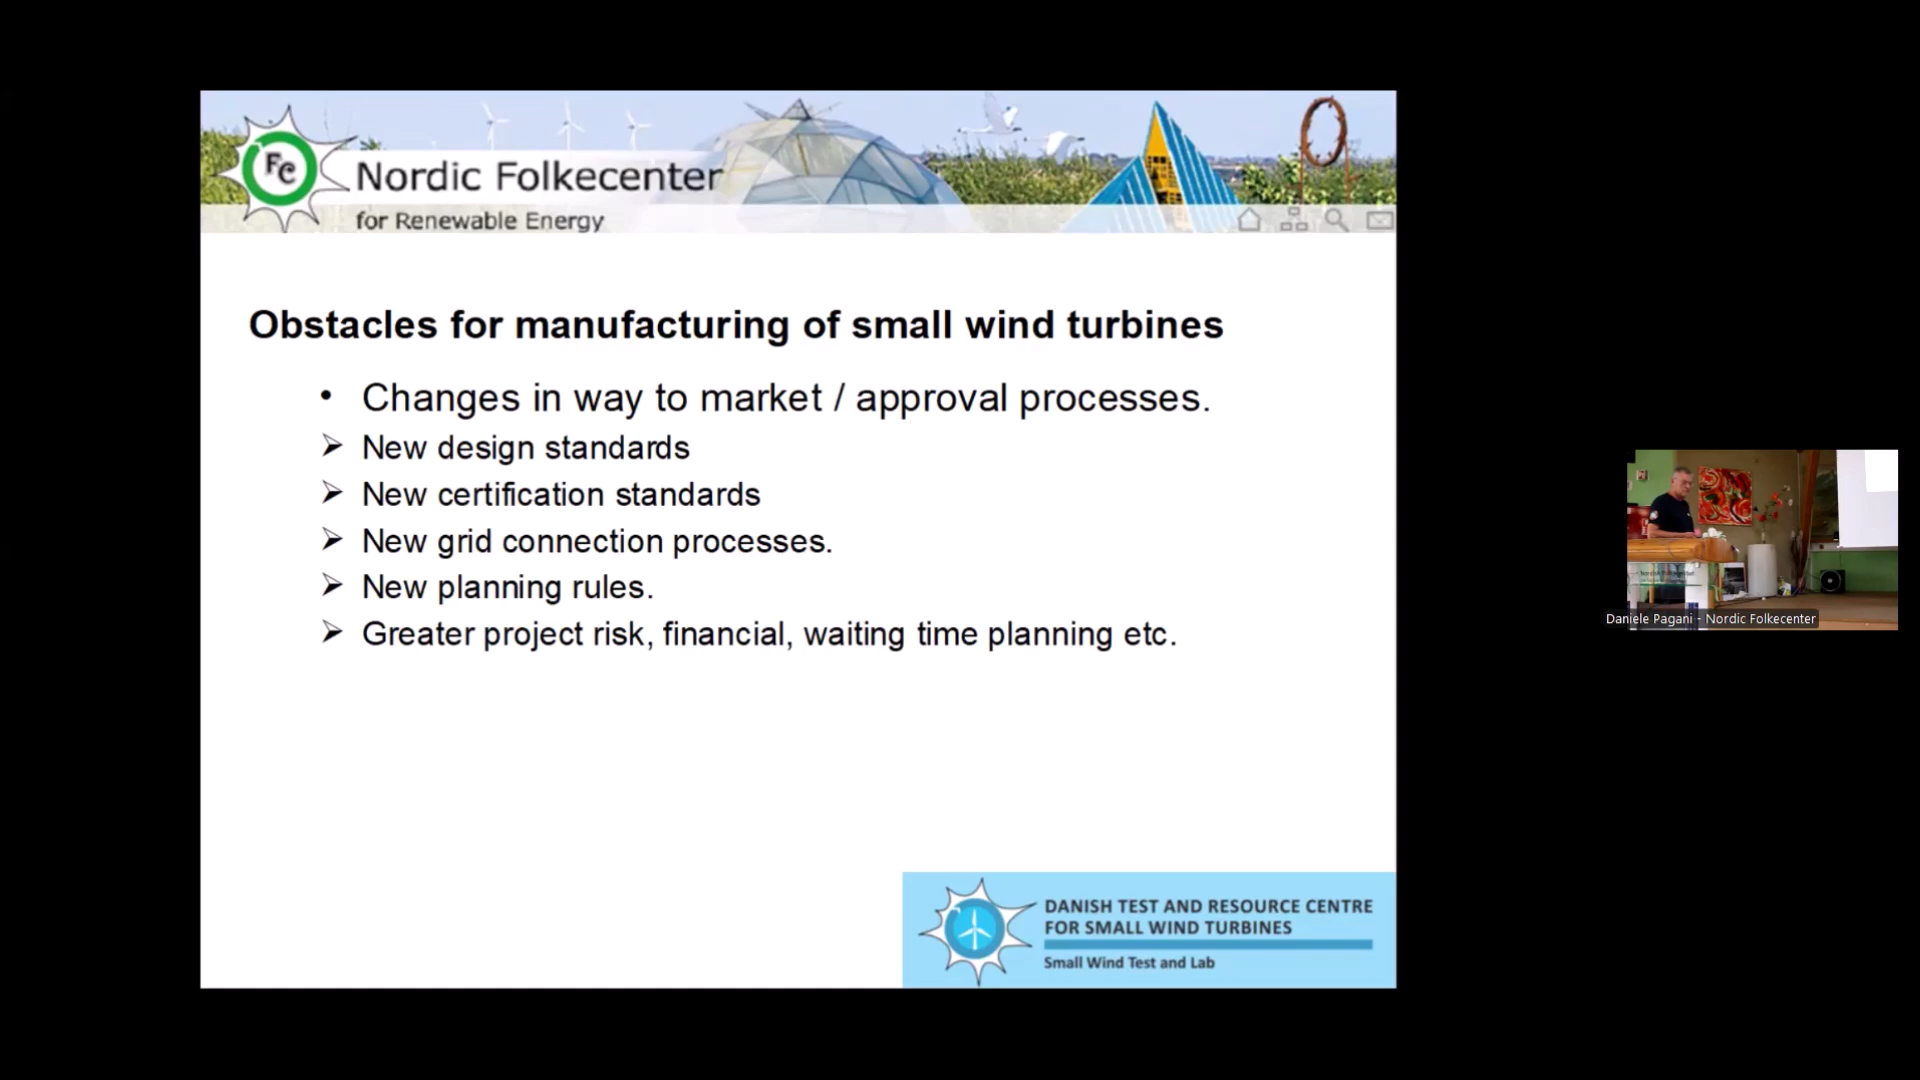 Fc
Nordic Folkecenter
for Renewable Energy
Obstacles for manufacturing of small wind turbines
• Changes in way to market / approval processes.
➢ New design standards
➢ New certification standards
➢ New grid connection processes.
➢ New planning rules.
➢ Greater project risk, financial, waiting time planning etc.
DANISH TEST AND RESOURCE CENTRE
FOR SMALL WIND TURBINES
Small Wind Test and Lab
Daniele Pagani - Nordic Folkecenter